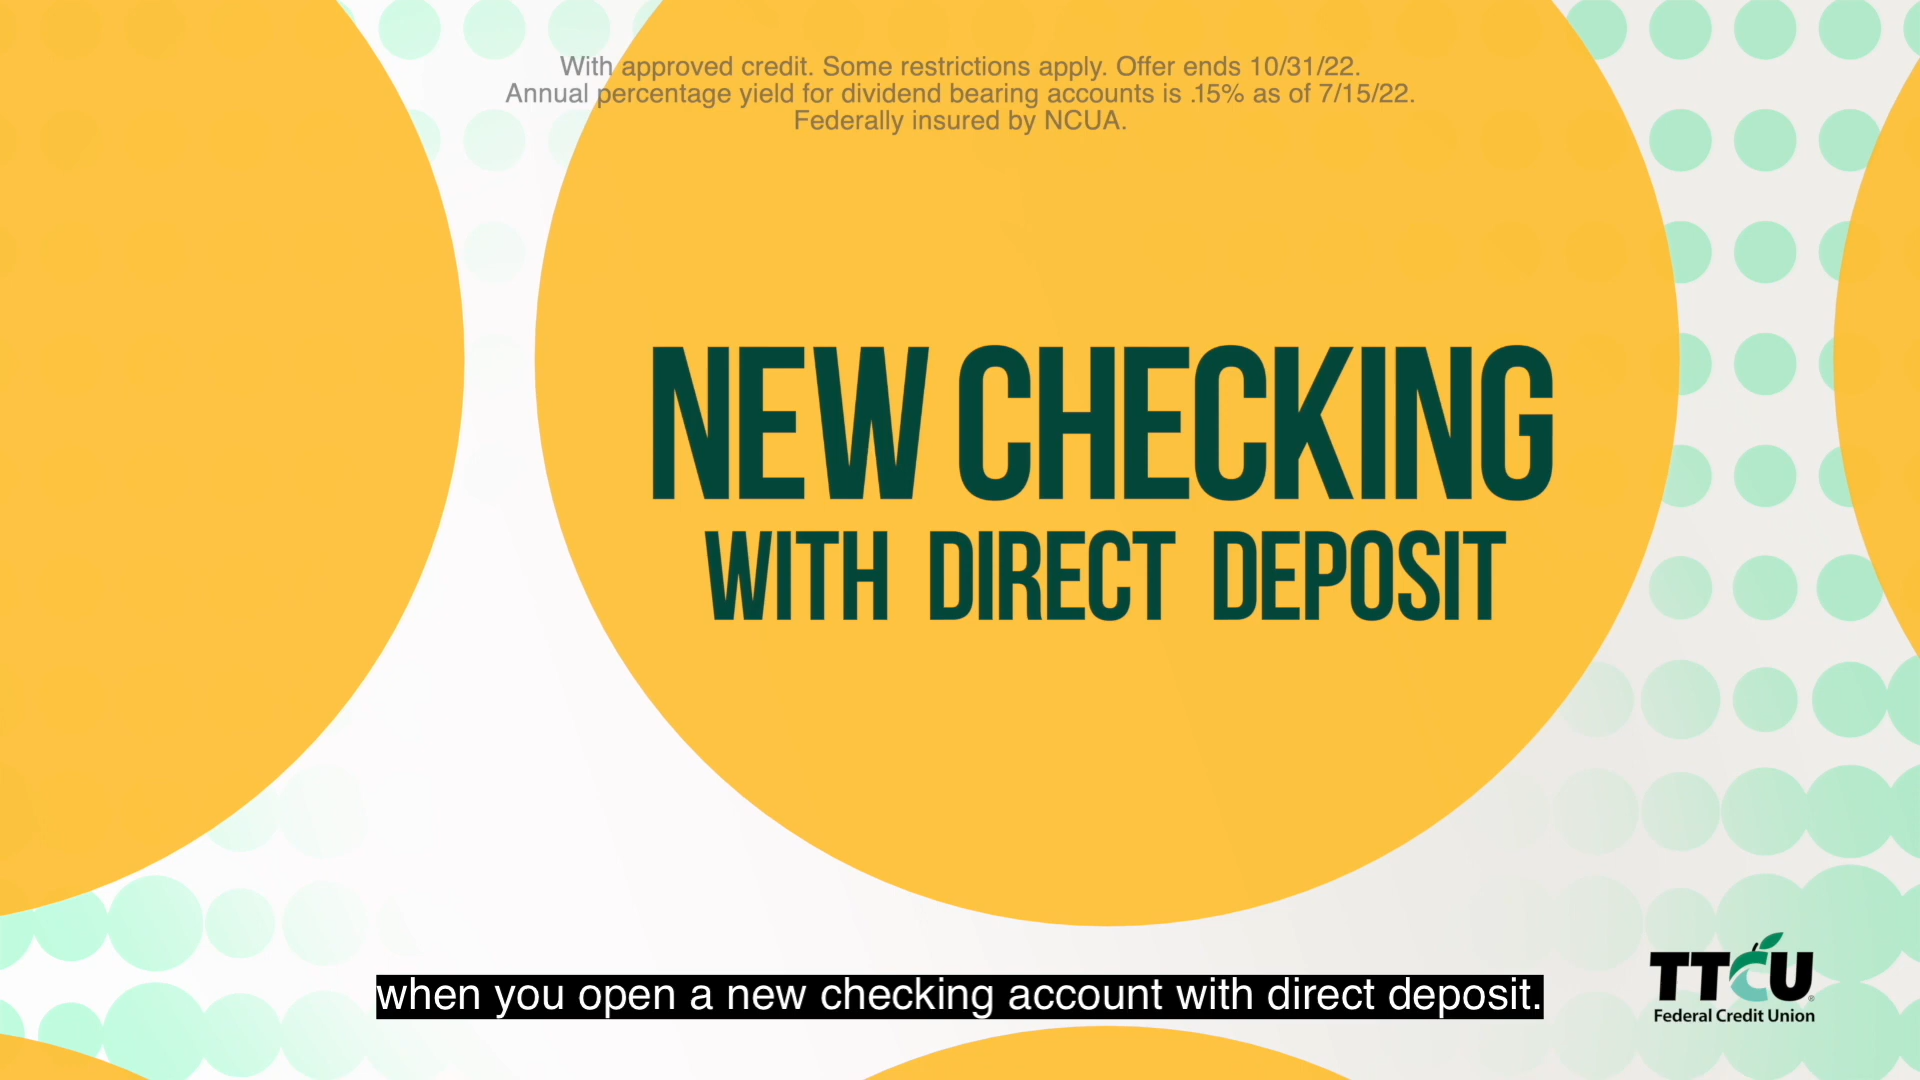 With approved credit. Some restrictions apply. Offer ends 10/31/22.
Annual percentage yield for dividend bearing accounts is .15% as of 7/15/22.
Federally insured by NCUA.
NEW CHECKING
WITH DIRECT DEPOSIT
when you open a new checking account with direct deposit.
TTCU®
Federal Credit Union